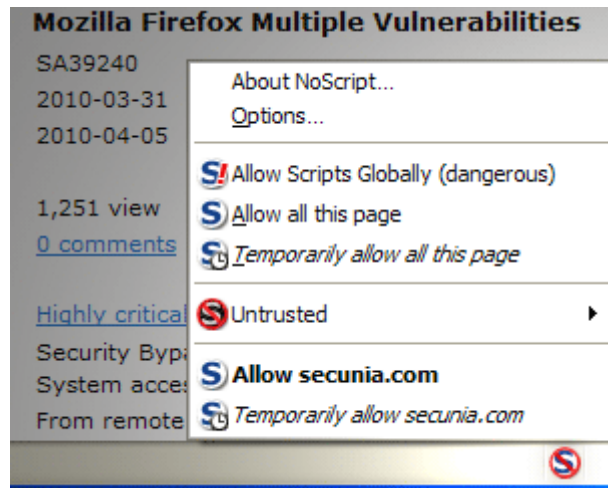 Mozilla Firefox Multiple Vulnerabilities
SA39240
2010-03-31
2010-04-05
1,251 view
0 comments
Highly critical
Security Byp
System acce
From remote
About NoScript...
Options...
Allow Scripts Globally (dangerous)
Allow all this page
Temporarily allow all this page
Untrusted
Allow secunia.com
Temporarily allow secunia.com